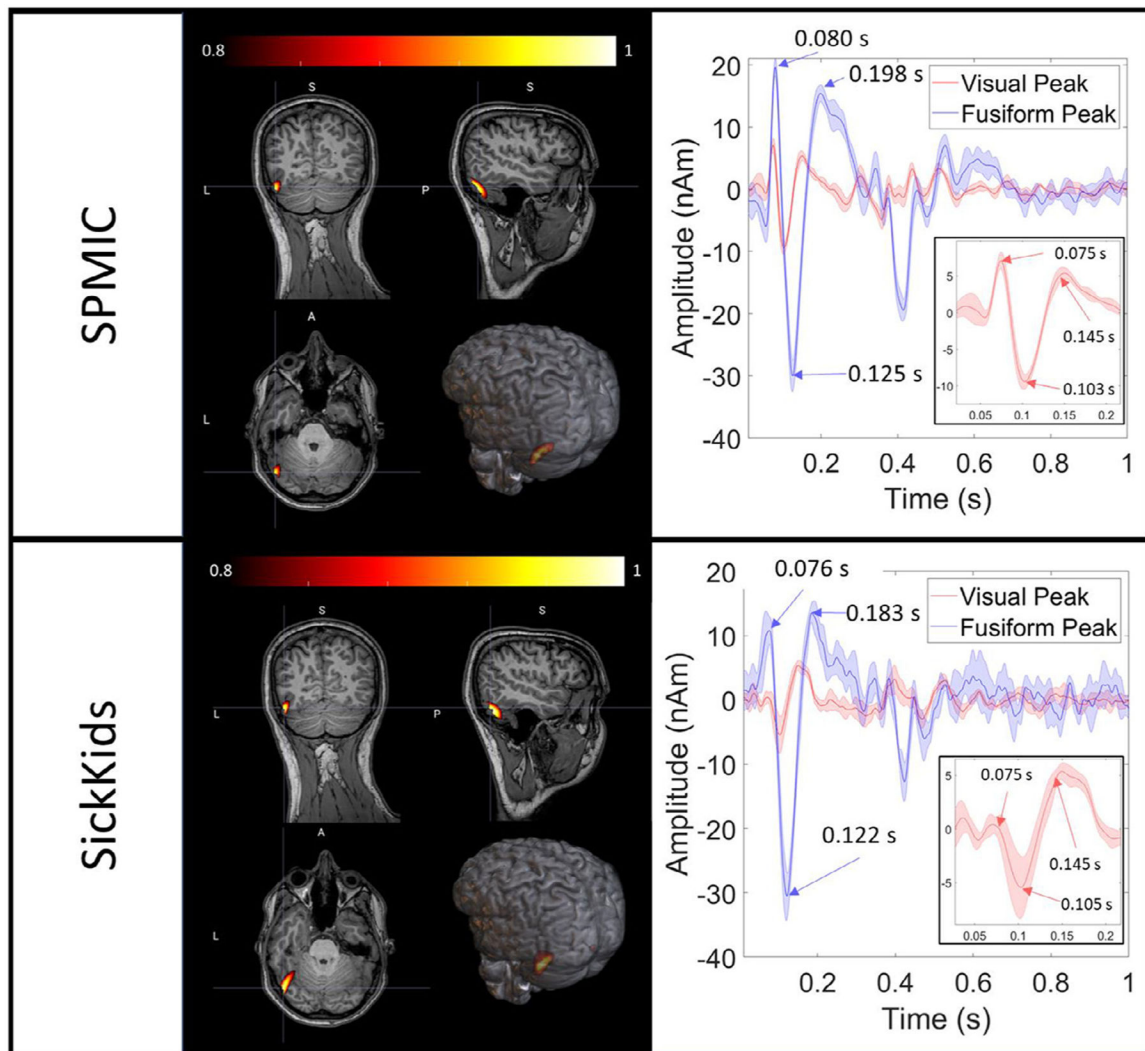 SPMIC
0.8
1
S
S
L
P
A
L
0.080 s
0.198 s
Visual Peak
Fusiform Peak
20
10
0
-10
-20
-30
-40
Amplitude (nAm)
0.125 s
0.075 s
0.145 s
0.103 s
5
0
-5
-10
0.05
0.1
0.15
0.2
0.2
0.4
0.6
0.8
1
Time (s)
SickKids
0.8
1
S
S
L
P
A
L
0.076 s
0.183 s
Visual Peak
Fusiform Peak
20
10
0
-10
-20
-30
-40
Amplitude (nAm)
0.122 s
0.075 s
0.145 s
0.105 s
5
0
-5
0.05
0.1
0.15
0.2
0.2
0.4
0.6
0.8
1
Time (s)